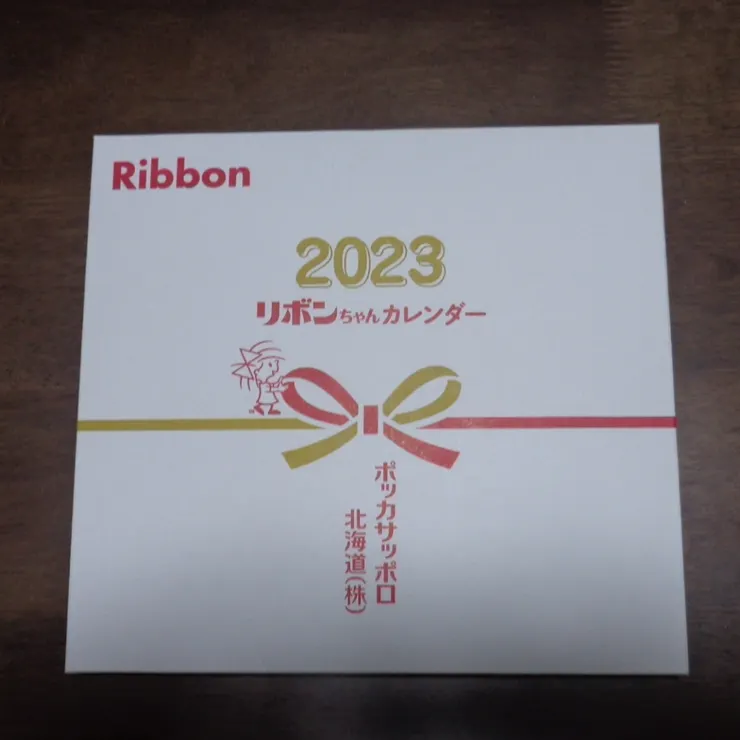 Ribbon
2023
リボンちゃんカレンダー
ポッカサッポロ
北海道(株)